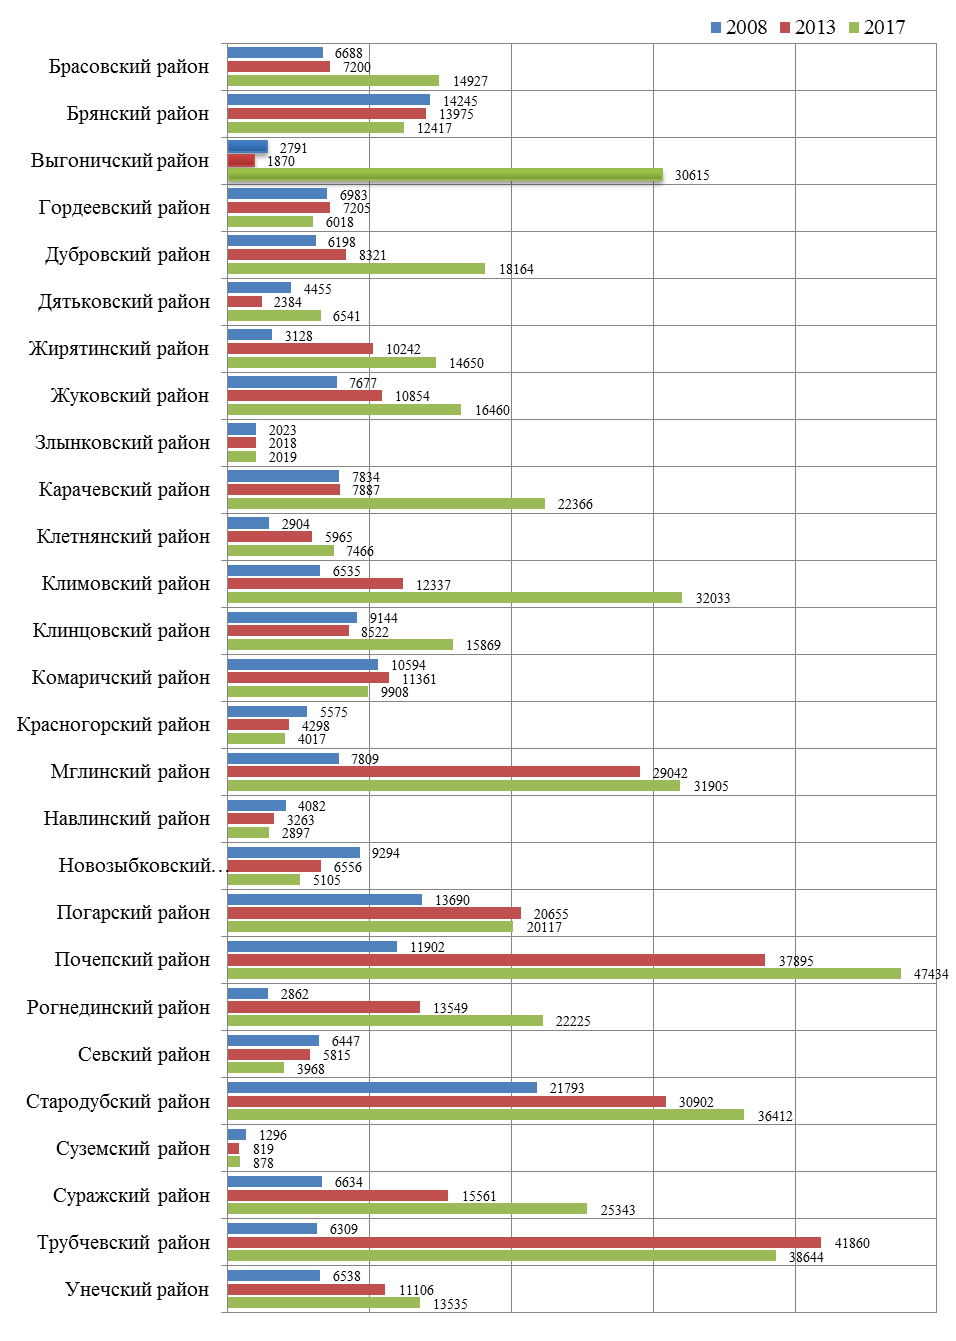 2008 2013 2017
Брасовский район
6688
7200
14927
Брянский район
14245
13975
12417
Выгоничский район
2791
1870
30615
Гордеевский район
6983
7205
6018
Дубровский район
6198
8321
18164
Дятьковский район
4455
2384
6541
Жирятинский район
3128
10242
14650
Жуковский район
7677
10854
16460
Злынковский район
2023
2018
2019
Карачевский район
7834
7887
22366
Клетнянский район
2904
5965
7466
Климовский район
6535
12337
32033
Клинцовский район
9144
8522
15869
Комаричский район
10594
11361
9908
Красногорский район
5575
4298
4017
Мглинский район
7809
29042
31905
Навлинский район
4082
3263
2897
Новозыбковский…
9294
6556
5105
Погарский район
13690
20655
20117
Почепский район
11902
37895
47434
Рогнединский район
2862
13549
22225
Севский район
6447
5815
3968
Стародубский район
21793
30902
36412
Суземский район
1296
819
878
Суражский район
6634
15561
25343
Трубчевский район
6309
41860
38644
Унечский район
6538
11106
13535